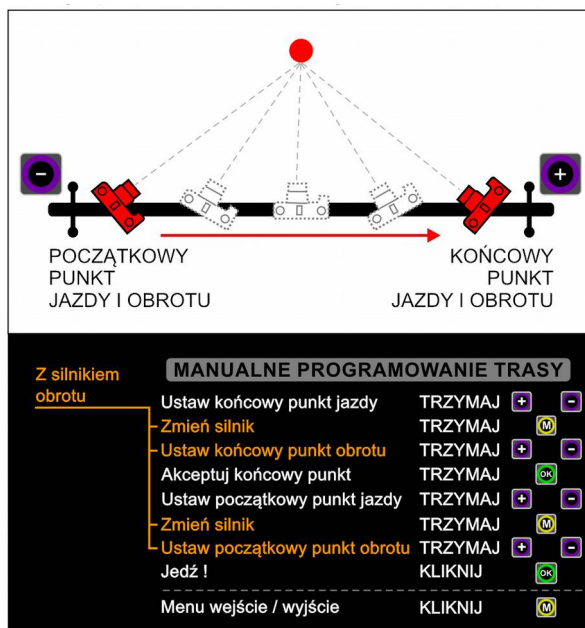 - +
POCZĄTKOWY KOŃCOWY
PUNKT PUNKT
JAZDY I OBROTU JAZDY I OBROTU
Z silnikiem
obrotu
MANUALNE PROGRAMOWANIE TRASY
Ustaw końcowy punkt jazdy TRZYMAJ + -
Zmień silnik TRZYMAJ M
Ustaw końcowy punkt obrotu TRZYMAJ + -
Akceptuj końcowy punkt TRZYMAJ OK
Ustaw początkowy punkt jazdy TRZYMAJ + -
Zmień silnik TRZYMAJ M
Ustaw początkowy punkt obrotu TRZYMAJ + -
Jedź ! KLIKNIJ OK
Menu wejście / wyjście KLIKNIJ M